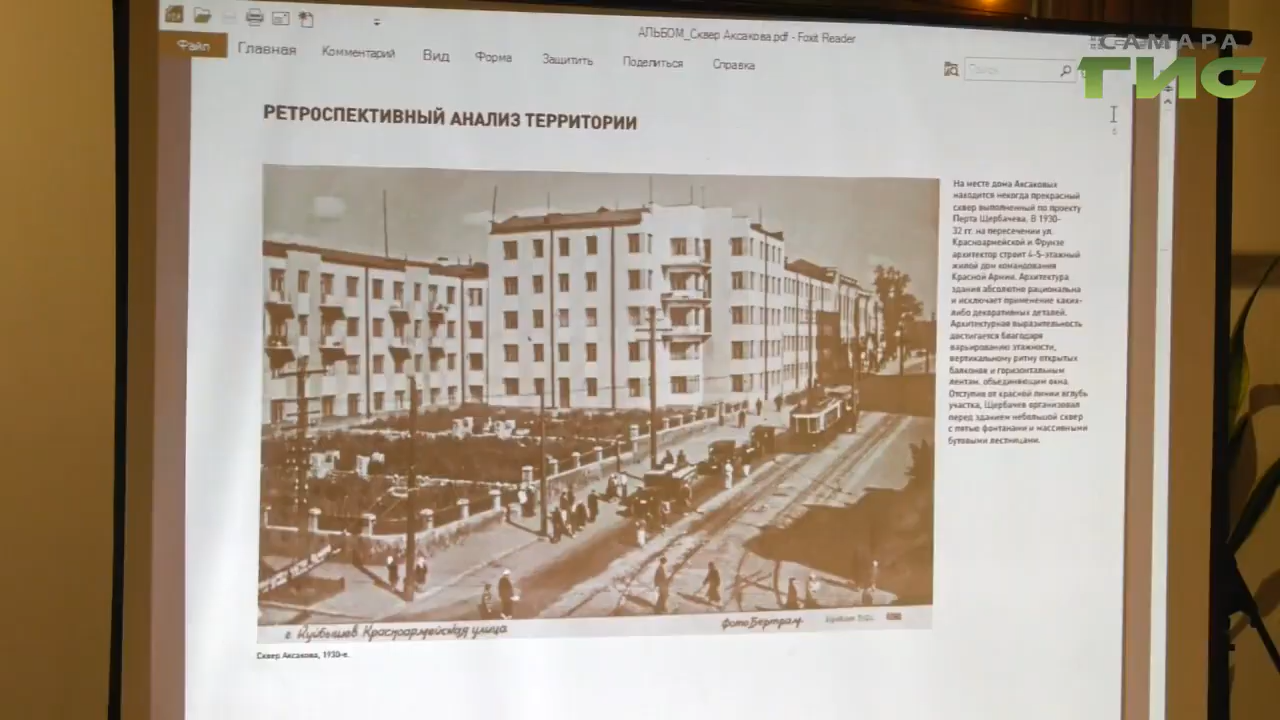 АЛЬБОМ_Сквер Аксакова.pdf - Foxit Reader
САМАРА
ГИС
Файл Главная Комментарий Вид Форма Защитить Поделиться Справка
Поиск
РЕТРОСПЕКТИВНЫЙ АНАЛИЗ ТЕРРИТОРИИ
6
На месте дома Аксаковых
находится некогда прекрасный
сквер выполненный по проекту
Перта Щербачева. В 1930-
32 гг. на пересечении ул.
Красноармейской и Фрунзе
архитектор строит 4-5-этажный
жилой дом командования
Красной Армии. Архитектура
здания абсолютно рациональна
и исключает применение каких-
либо декоративных деталей.
Архитектурная выразительность
достигается благодаря
варьированию этажности,
вертикальному ритму открытых
балконов и горизонтальным
лентам, объединяющим окна.
Отступив от красной линии вглубь
участка, Щербачев организовал
перед зданием небольшой сквер
с пятью фонтанами и массивными
бутовыми лестницами.
г. Куйбышев Красноармейская улица
Фото Бертрам
Сквер Аксакова, 1930-е.